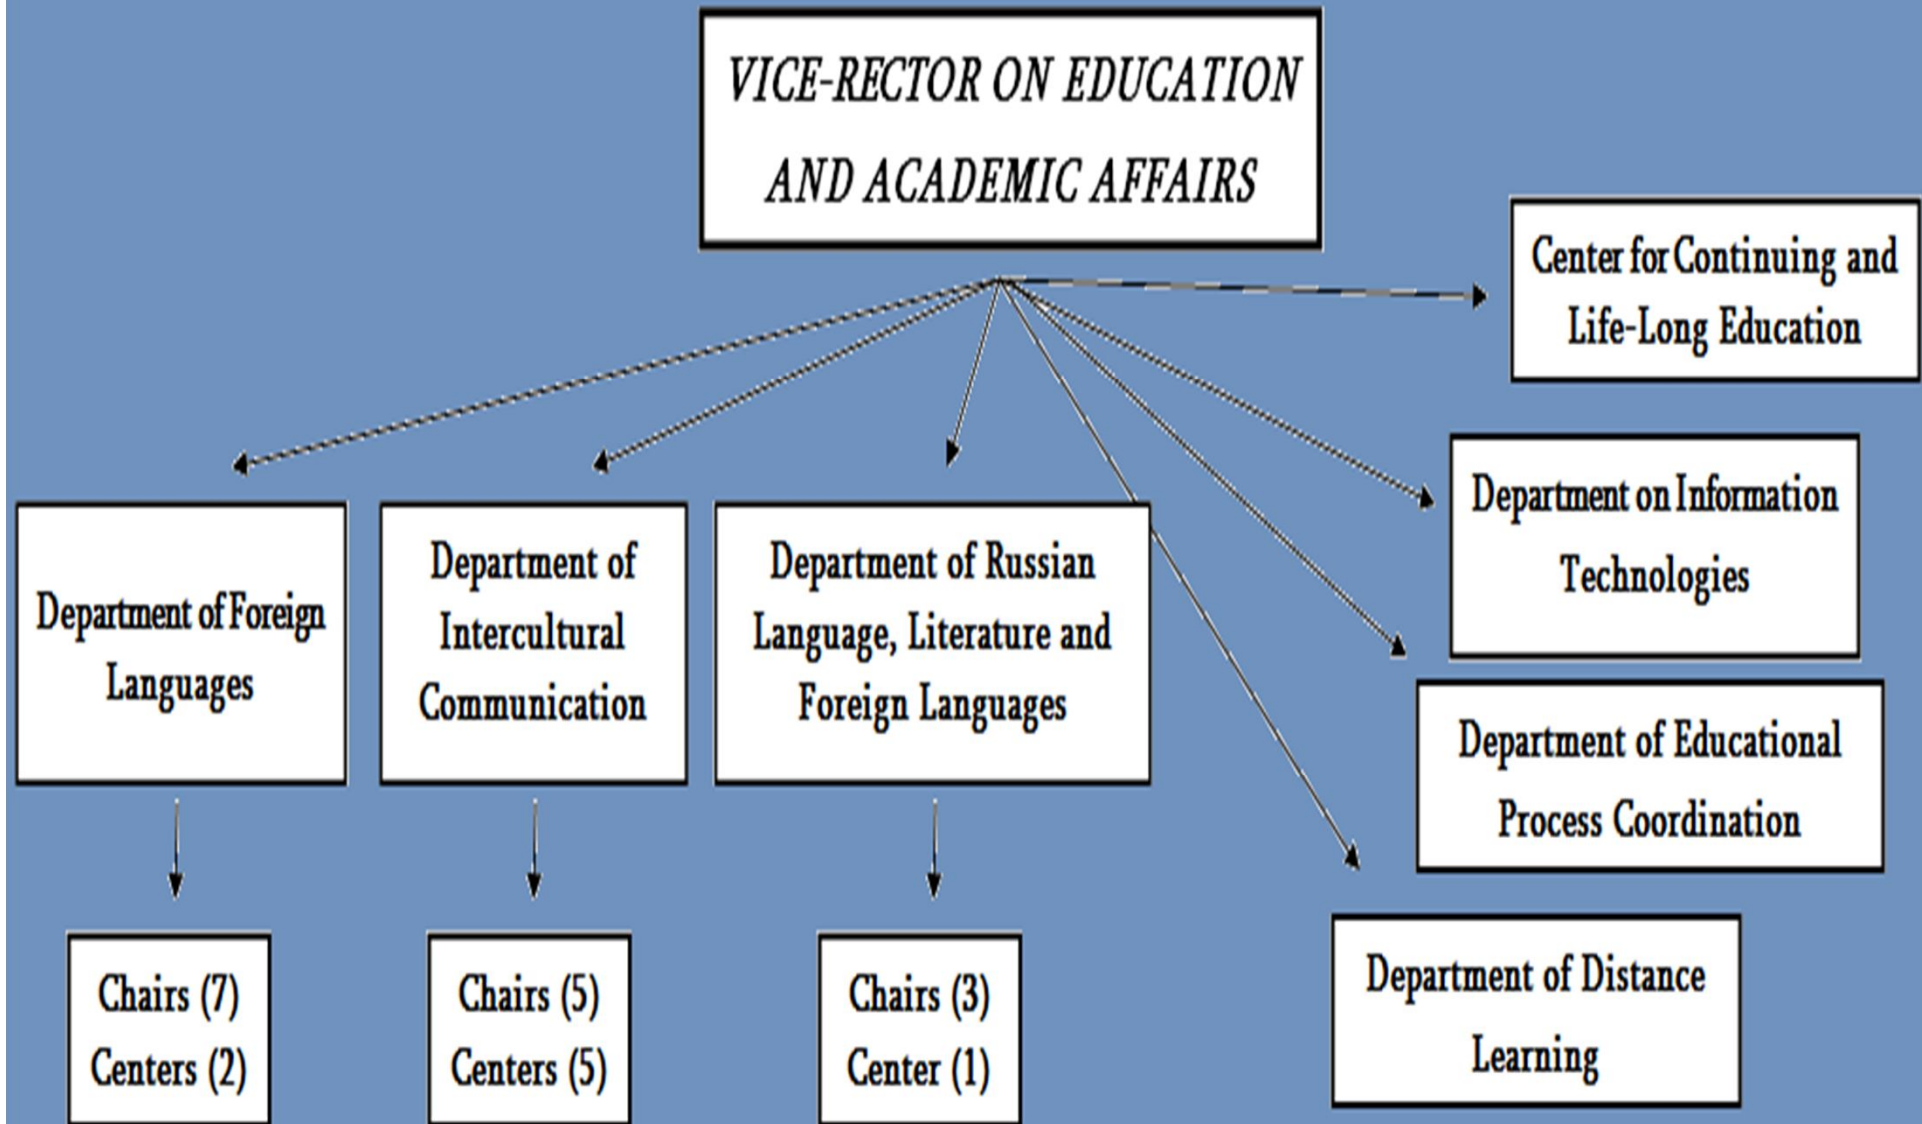 VICE-RECTOR ON EDUCATION
AND ACADEMIC AFFAIRS
Center for Continuing and
Life-Long Education
Department on Information
Technologies
Department of Foreign
Languages
Department of
Intercultural
Communication
Department of Russian
Language, Literature and
Foreign Languages
Department of Educational
Process Coordination
Chairs (7)
Centers (2)
Chairs (5)
Centers (5)
Chairs (3)
Center (1)
Department of Distance
Learning